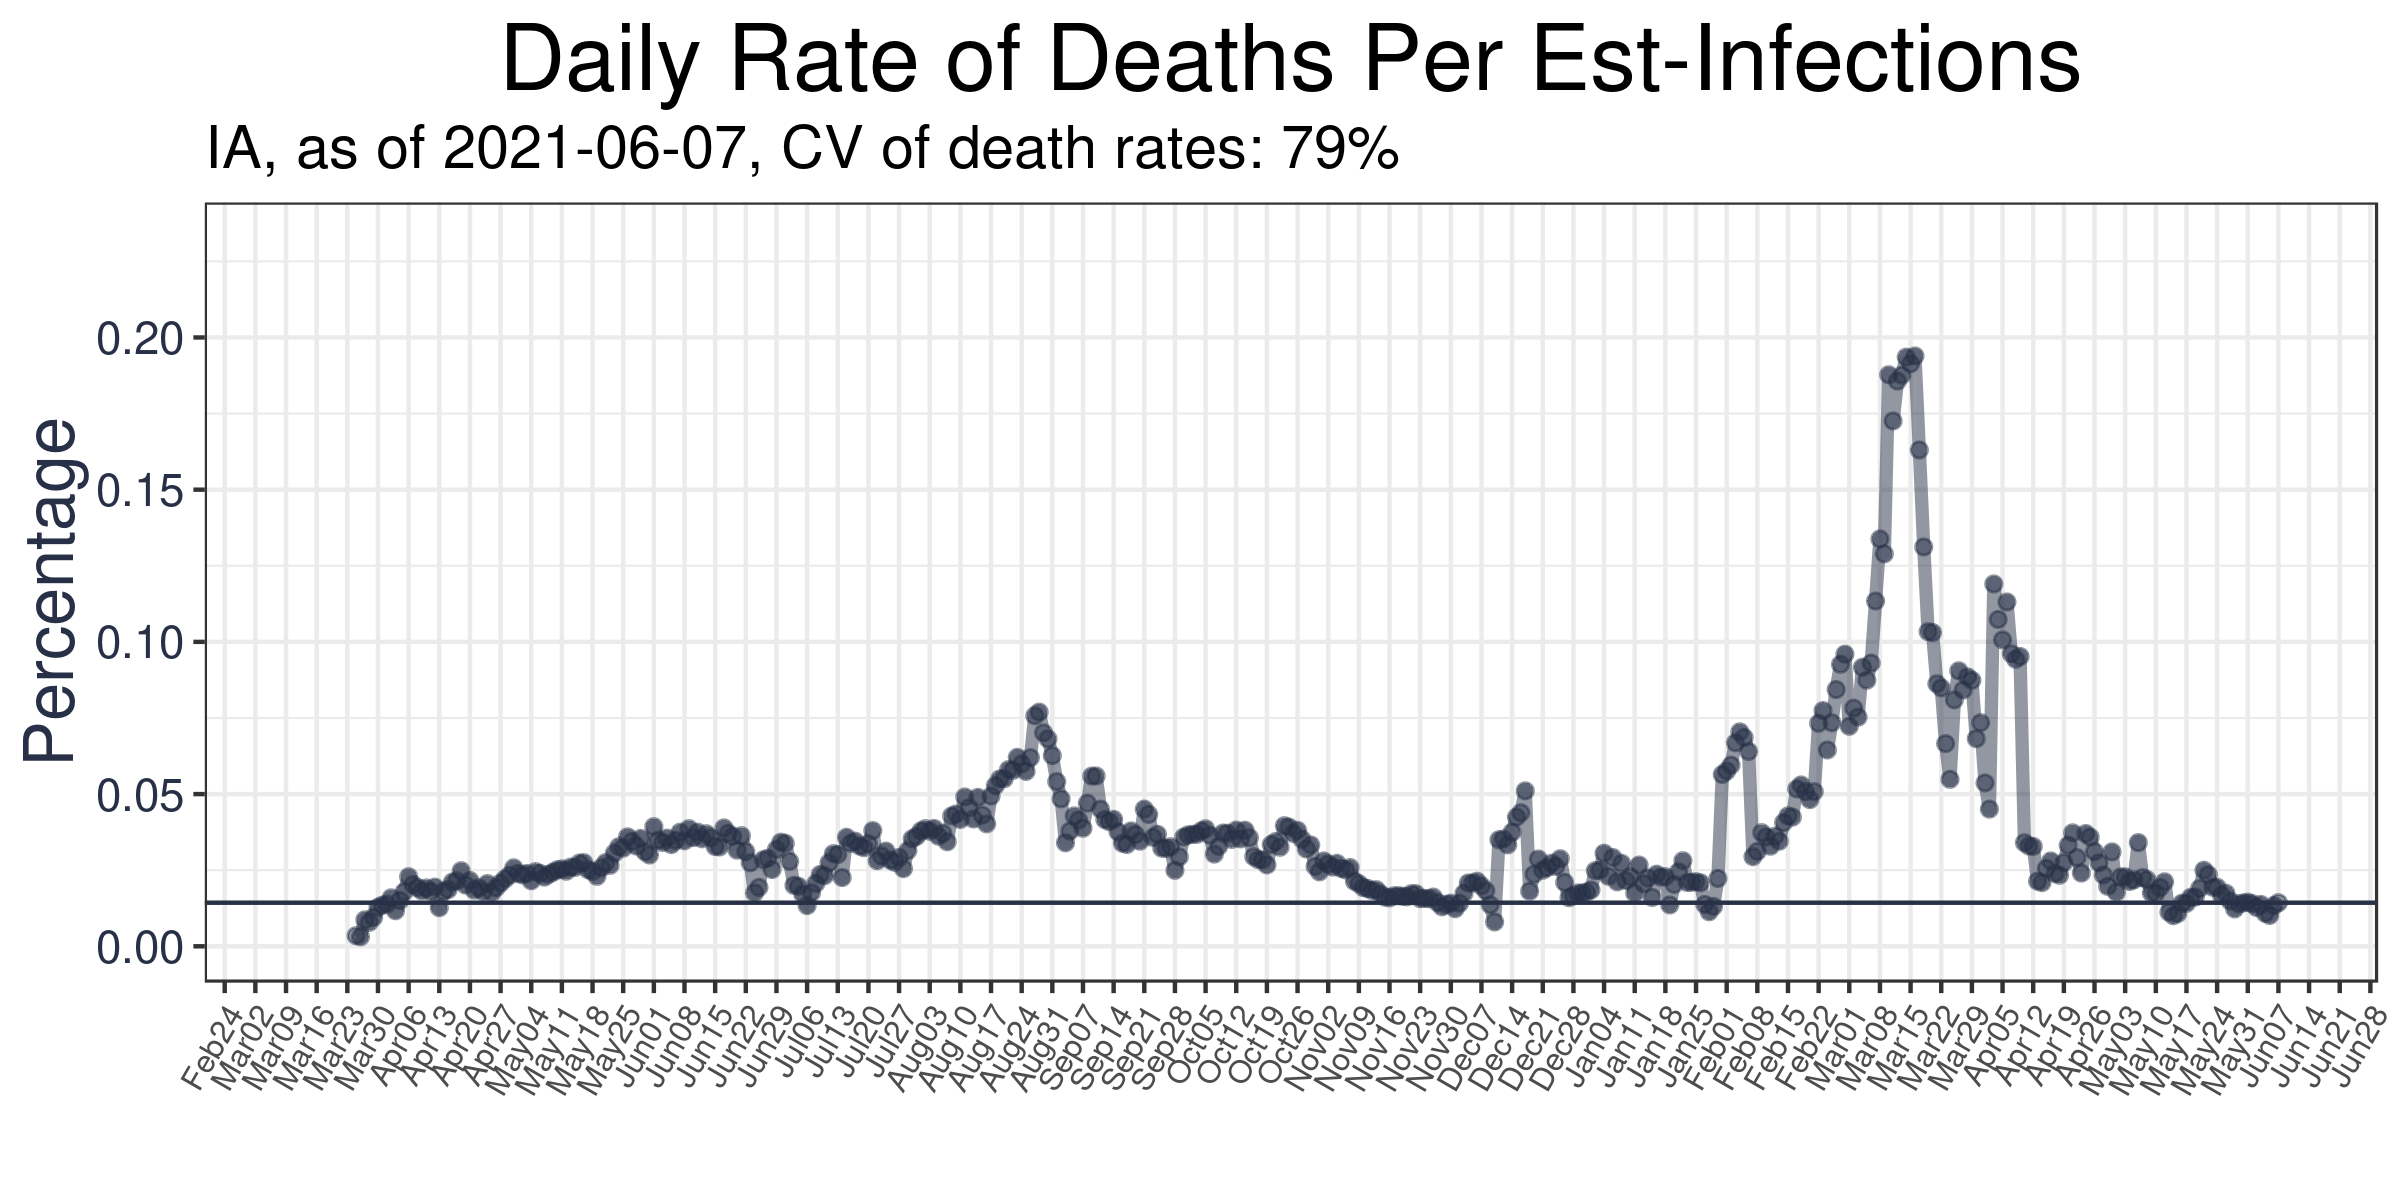 Daily Rate of Deaths Per Est-Infections
IA, as of 2021-06-07, CV of death rates: 79%
Percentage
0.20
0.15
0.10
0.05
0.00
Feb24
Mar02
Mar09
Mar16
Mar23
Mar30
Apr06
Apr13
Apr20
Apr27
May04
May11
May18
May25
Jun01
Jun08
Jun15
Jun22
Jun29
Jul06
Jul13
Jul20
Jul27
Aug03
Aug10
Aug17
Aug24
Aug31
Sep07
Sep14
Sep21
Sep28
Oct05
Oct12
Oct19
Oct26
Nov02
Nov09
Nov16
Nov23
Nov30
Dec07
Dec14
Dec21
Dec28
Jan04
Jan11
Jan18
Jan25
Feb01
Feb08
Feb15
Feb22
Mar01
Mar08
Mar15
Mar22
Mar29
Apr05
Apr12
Apr19
Apr26
May03
May10
May17
May24
May31
Jun07
Jun14
Jun21
Jun28